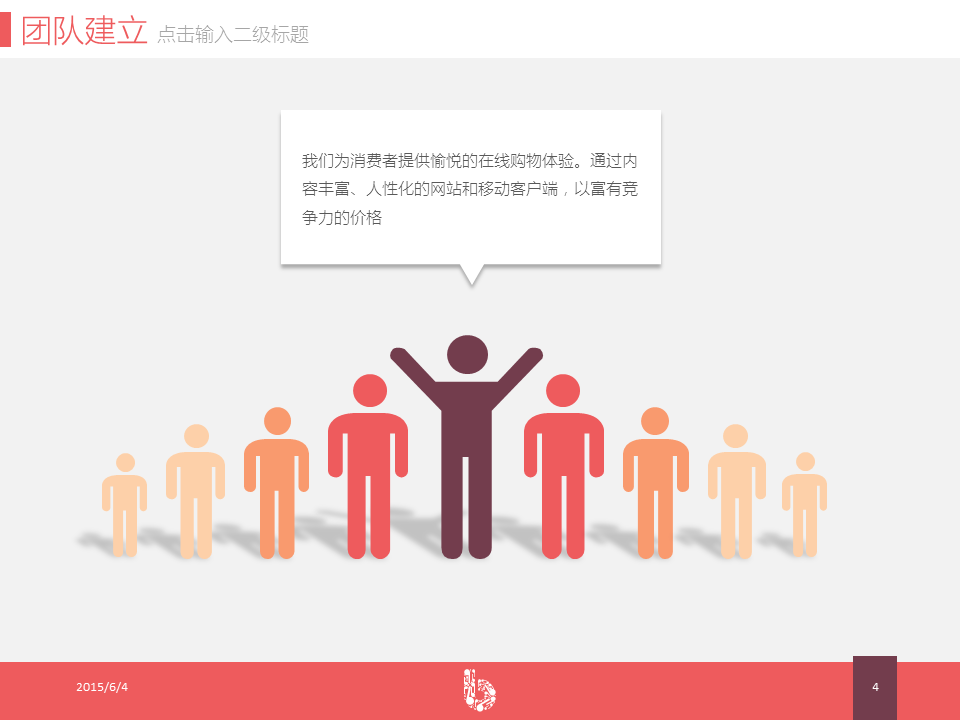 团队建立 点击输入二级标题
我们为消费者提供愉悦的在线购物体验。通过内
容丰富、人性化的网站和移动客户端，以富有竞
争力的价格
2015/6/4
4